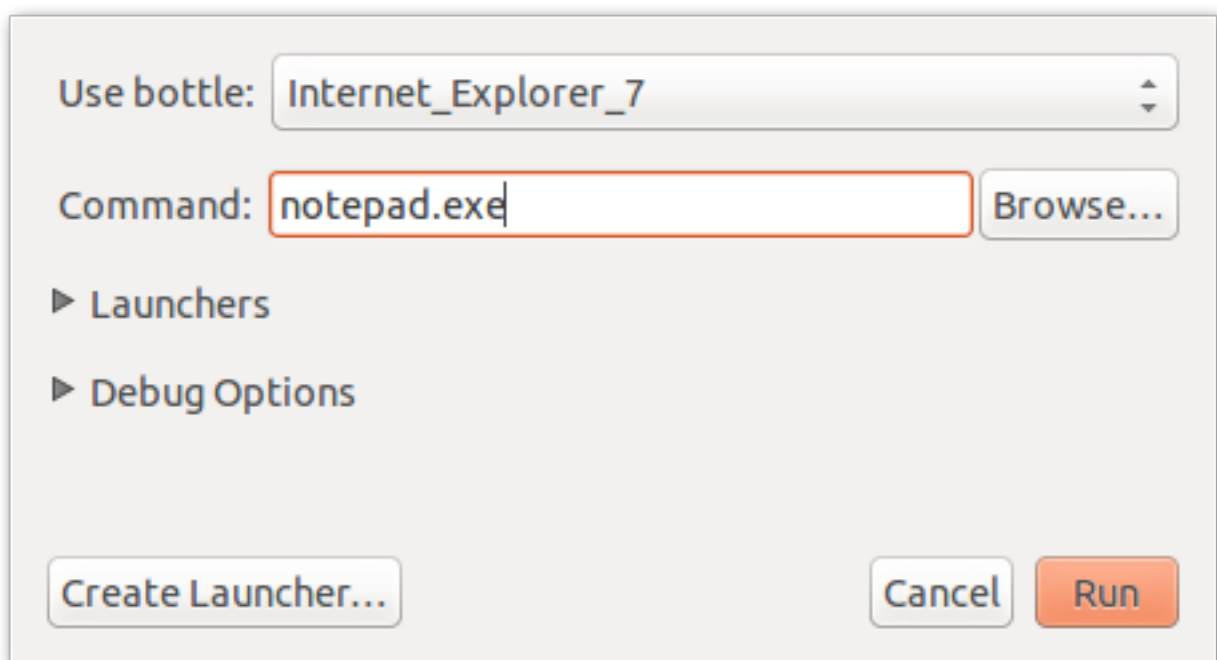 Use bottle: Internet_Explorer_7
Command: notepad.exe Browse...
Launchers
Debug Options
Create Launcher... Cancel Run